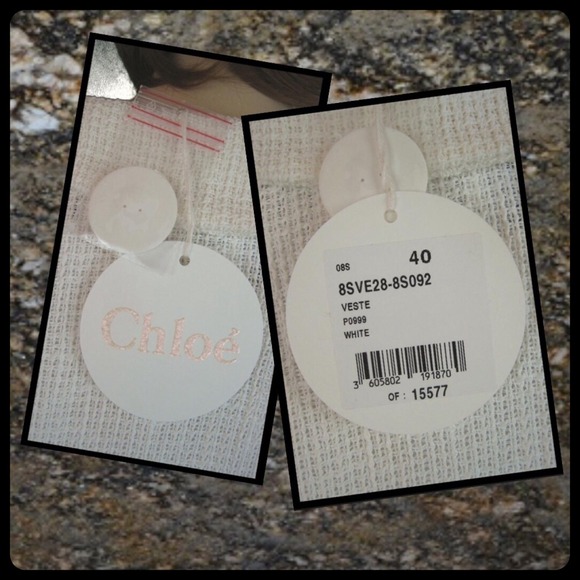 Chloé
08S 40
8SVE28-8S092
VESTE
P0999
WHITE
3 605802 191870
OF: 15577